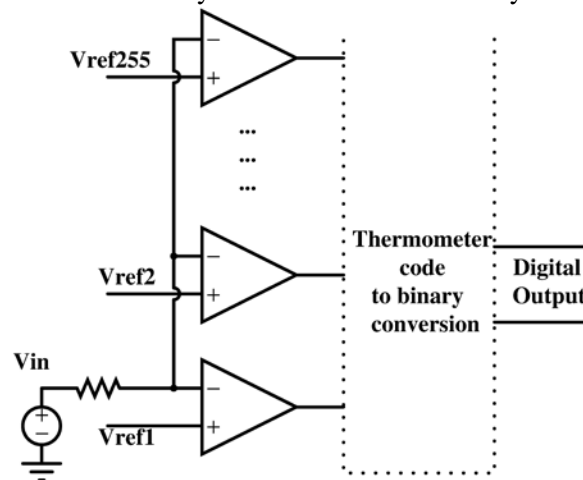 Vref255
−
+
...
...
...
Vref2
−
+
Thermometer
code
to binary
conversion
Digital
Output
Vin
+
−
Vref1
−
+